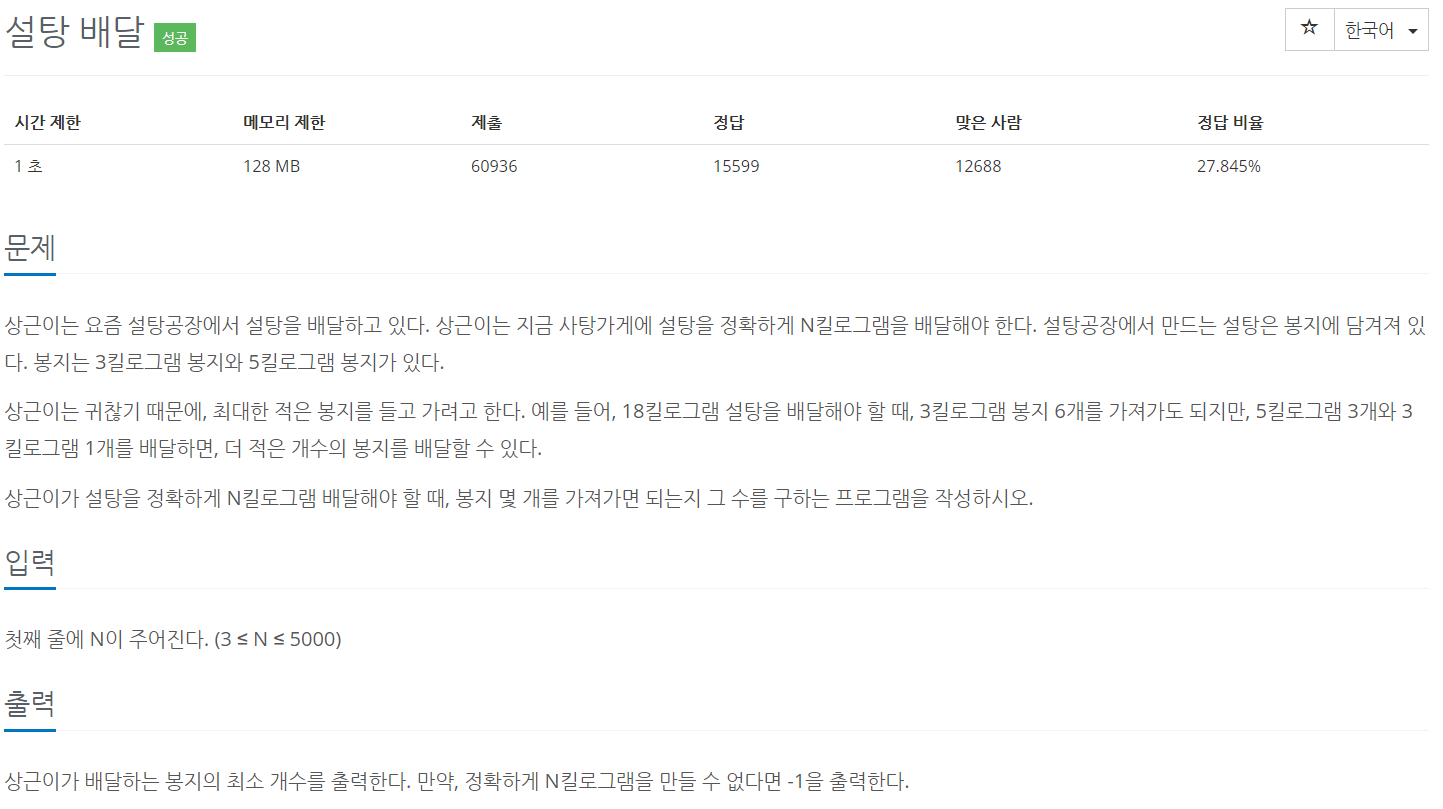 설탕 배달 성공
☆ 한국어
시간 제한 메모리 제한 제출 정답 맞은 사람 정답 비율
1 초 128 MB 60936 15599 12688 27.845%
문제
상근이는 요즘 설탕공장에서 설탕을 배달하고 있다. 상근이는 지금 사탕가게에 설탕을 정확하게 N킬로그램을 배달해야 한다. 설탕공장에서 만드는 설탕은 봉지에 담겨져 있
다. 봉지는 3킬로그램 봉지와 5킬로그램 봉지가 있다.
상근이는 귀찮기 때문에, 최대한 적은 봉지를 들고 가려고 한다. 예를 들어, 18킬로그램 설탕을 배달해야 할 때, 3킬로그램 봉지 6개를 가져가도 되지만, 5킬로그램 3개와 3
킬로그램 1개를 배달하면, 더 적은 개수의 봉지를 배달할 수 있다.
상근이가 설탕을 정확하게 N킬로그램 배달해야 할 때, 봉지 몇 개를 가져가면 되는지 그 수를 구하는 프로그램을 작성하시오.
입력
첫째 줄에 N이 주어진다. (3 ≤ N ≤ 5000)
출력
상근이가 배달하는 봉지의 최소 개수를 출력한다. 만약, 정확하게 N킬로그램을 만들 수 없다면 -1을 출력한다.